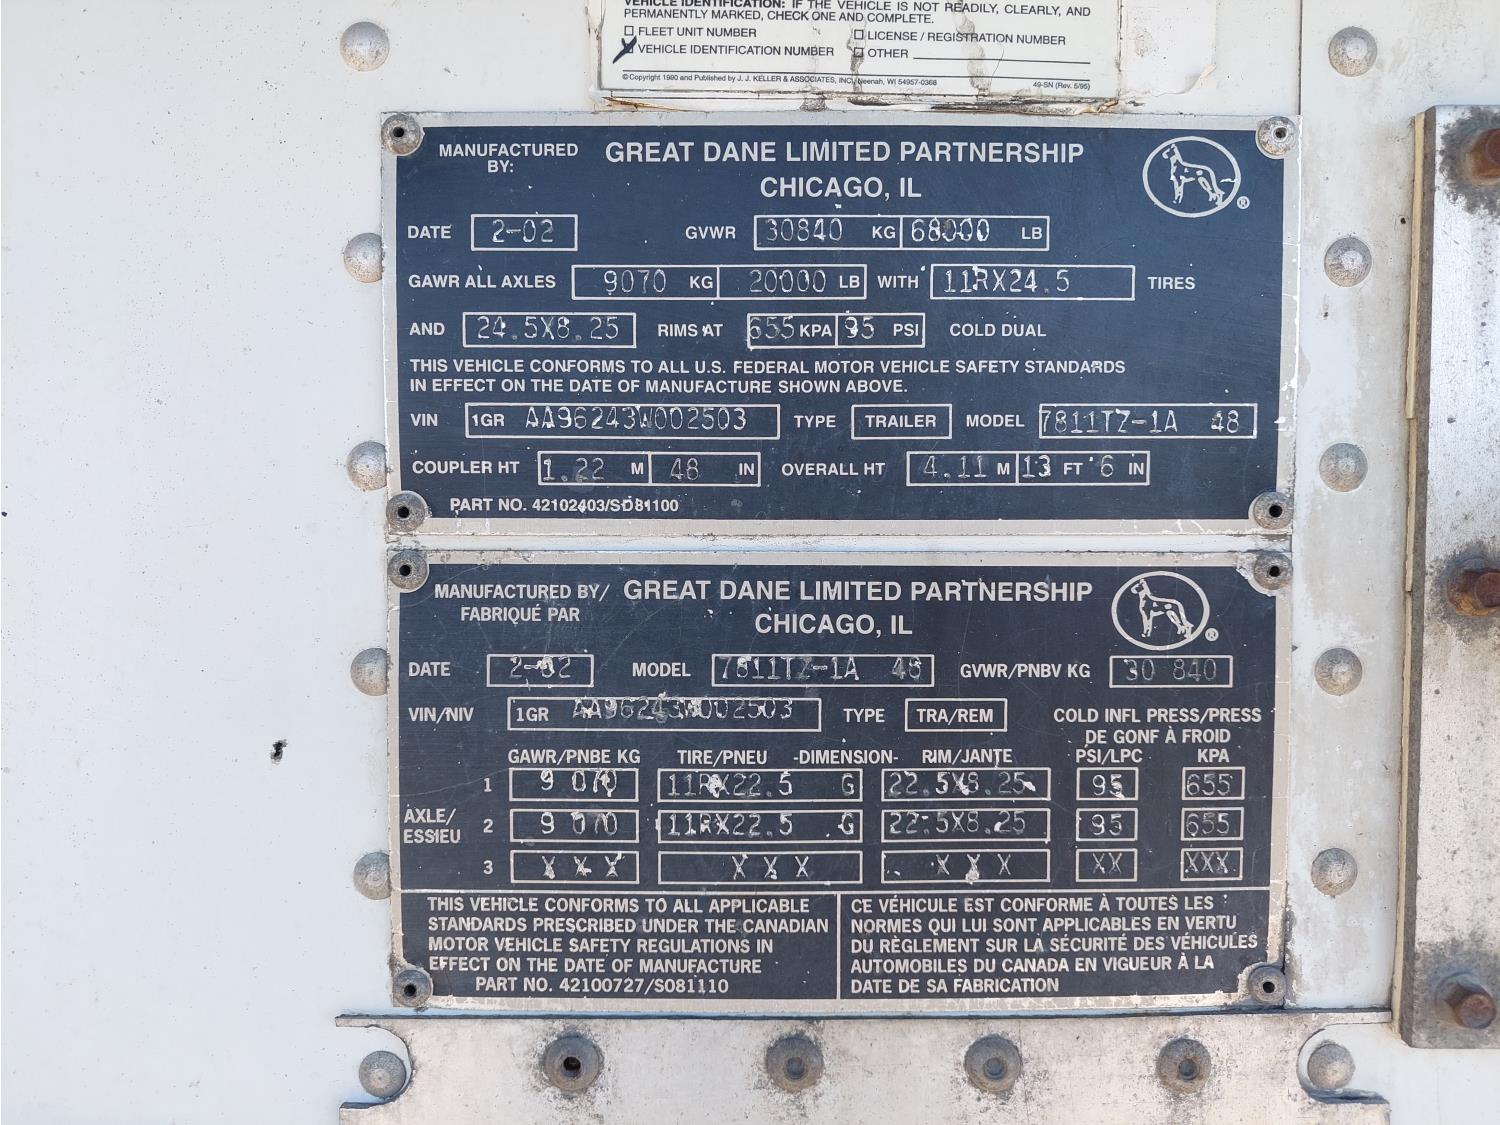 VEHICLE IDENTIFICATION: IF THE VEHICLE IS NOT READILY, CLEARLY, AND
PERMANENTLY MARKED, CHECK ONE AND COMPLETE.
FLEET UNIT NUMBER LICENSE / REGISTRATION NUMBER
VEHICLE IDENTIFICATION NUMBER OTHER
© Copyright 1990 and Published by J. J. KELLER & ASSOCIATES, INC., Neenah, WI 54957-0368 49-SN (Rev. 5/95)
MANUFACTURED BY: GREAT DANE LIMITED PARTNERSHIP
CHICAGO, IL
®
DATE 2-02 GVWR 30840 KG 68000 LB
GAWR ALL AXLES 9070 KG 20000 LB WITH 11RX24.5 TIRES
AND 24.5X8.25 RIMS AT 655 KPA 95 PSI COLD DUAL
THIS VEHICLE CONFORMS TO ALL U.S. FEDERAL MOTOR VEHICLE SAFETY STANDARDS
IN EFFECT ON THE DATE OF MANUFACTURE SHOWN ABOVE.
VIN 1GR AA96243W002503 TYPE TRAILER MODEL 7811TZ-1A 48
COUPLER HT 1.22 M 48 IN OVERALL HT 4.11 M 13 FT 6 IN
PART NO. 42102403/SD81100
MANUFACTURED BY/ GREAT DANE LIMITED PARTNERSHIP
FABRIQUÉ PAR CHICAGO, IL
®
DATE 2-02 MODEL 7811TZ-1A 48 GVWR/PNBV KG 30 840
VIN/NIV 1GR AA96243W002503 TYPE TRA/REM COLD INFL PRESS/PRESS
DE GONF À FROID
GAWR/PNBE KG TIRE/PNEU -DIMENSION- RIM/JANTE PSI/LPC KPA
1 9 070 11RX22.5 G 22.5X8.25 95 655
AXLE/
ESSIEU 2 9 070 11RX22.5 G 22.5X8.25 95 655
3 X X X X X X X X X XX XXX
THIS VEHICLE CONFORMS TO ALL APPLICABLE
STANDARDS PRESCRIBED UNDER THE CANADIAN
MOTOR VEHICLE SAFETY REGULATIONS IN
EFFECT ON THE DATE OF MANUFACTURE
PART NO. 42100727/S081110
CE VÉHICULE EST CONFORME À TOUTES LES
NORMES QUI LUI SONT APPLICABLES EN VERTU
DU RÈGLEMENT SUR LA SÉCURITÉ DES VÉHICULES
AUTOMOBILES DU CANADA EN VIGUEUR À LA
DATE DE SA FABRICATION